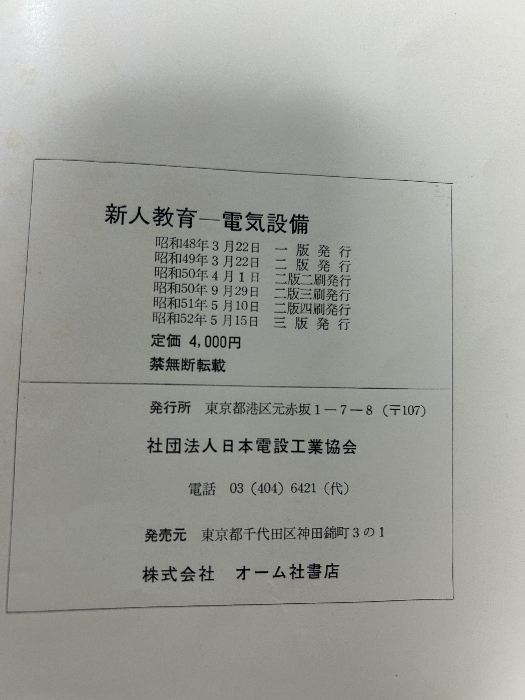 新人教育―電気設備
昭和48年3月22日 一版発行
昭和49年3月22日 二版発行
昭和50年4月1日 二版二刷発行
昭和50年9月29日 二版三刷発行
昭和51年5月10日 二版四刷発行
昭和52年5月15日 三版発行
定価 4,000円
禁無断転載
発行所 東京都港区元赤坂1－7－8（〒107）
社団法人日本電設工業協会
電話 03（404）6421（代）
発売元 東京都千代田区神田錦町3の1
株式会社 オーム社書店